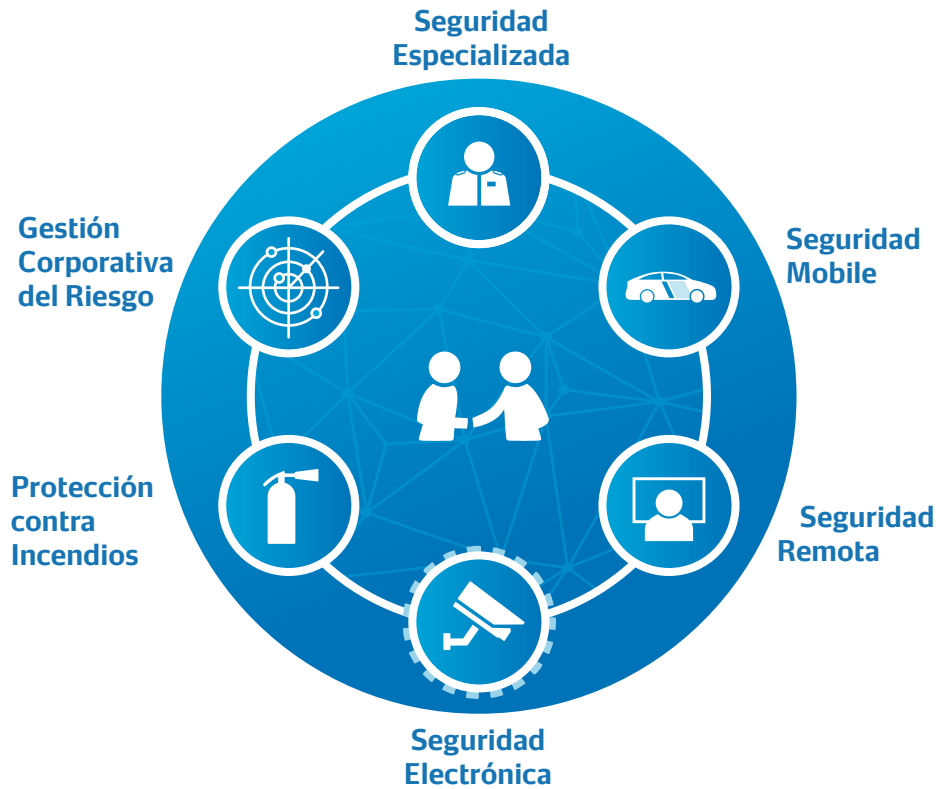 Seguridad
Especializada
Gestión
Corporativa
del Riesgo
Seguridad
Mobile
Protección
contra
Incendios
Seguridad
Remota
Seguridad
Electrónica